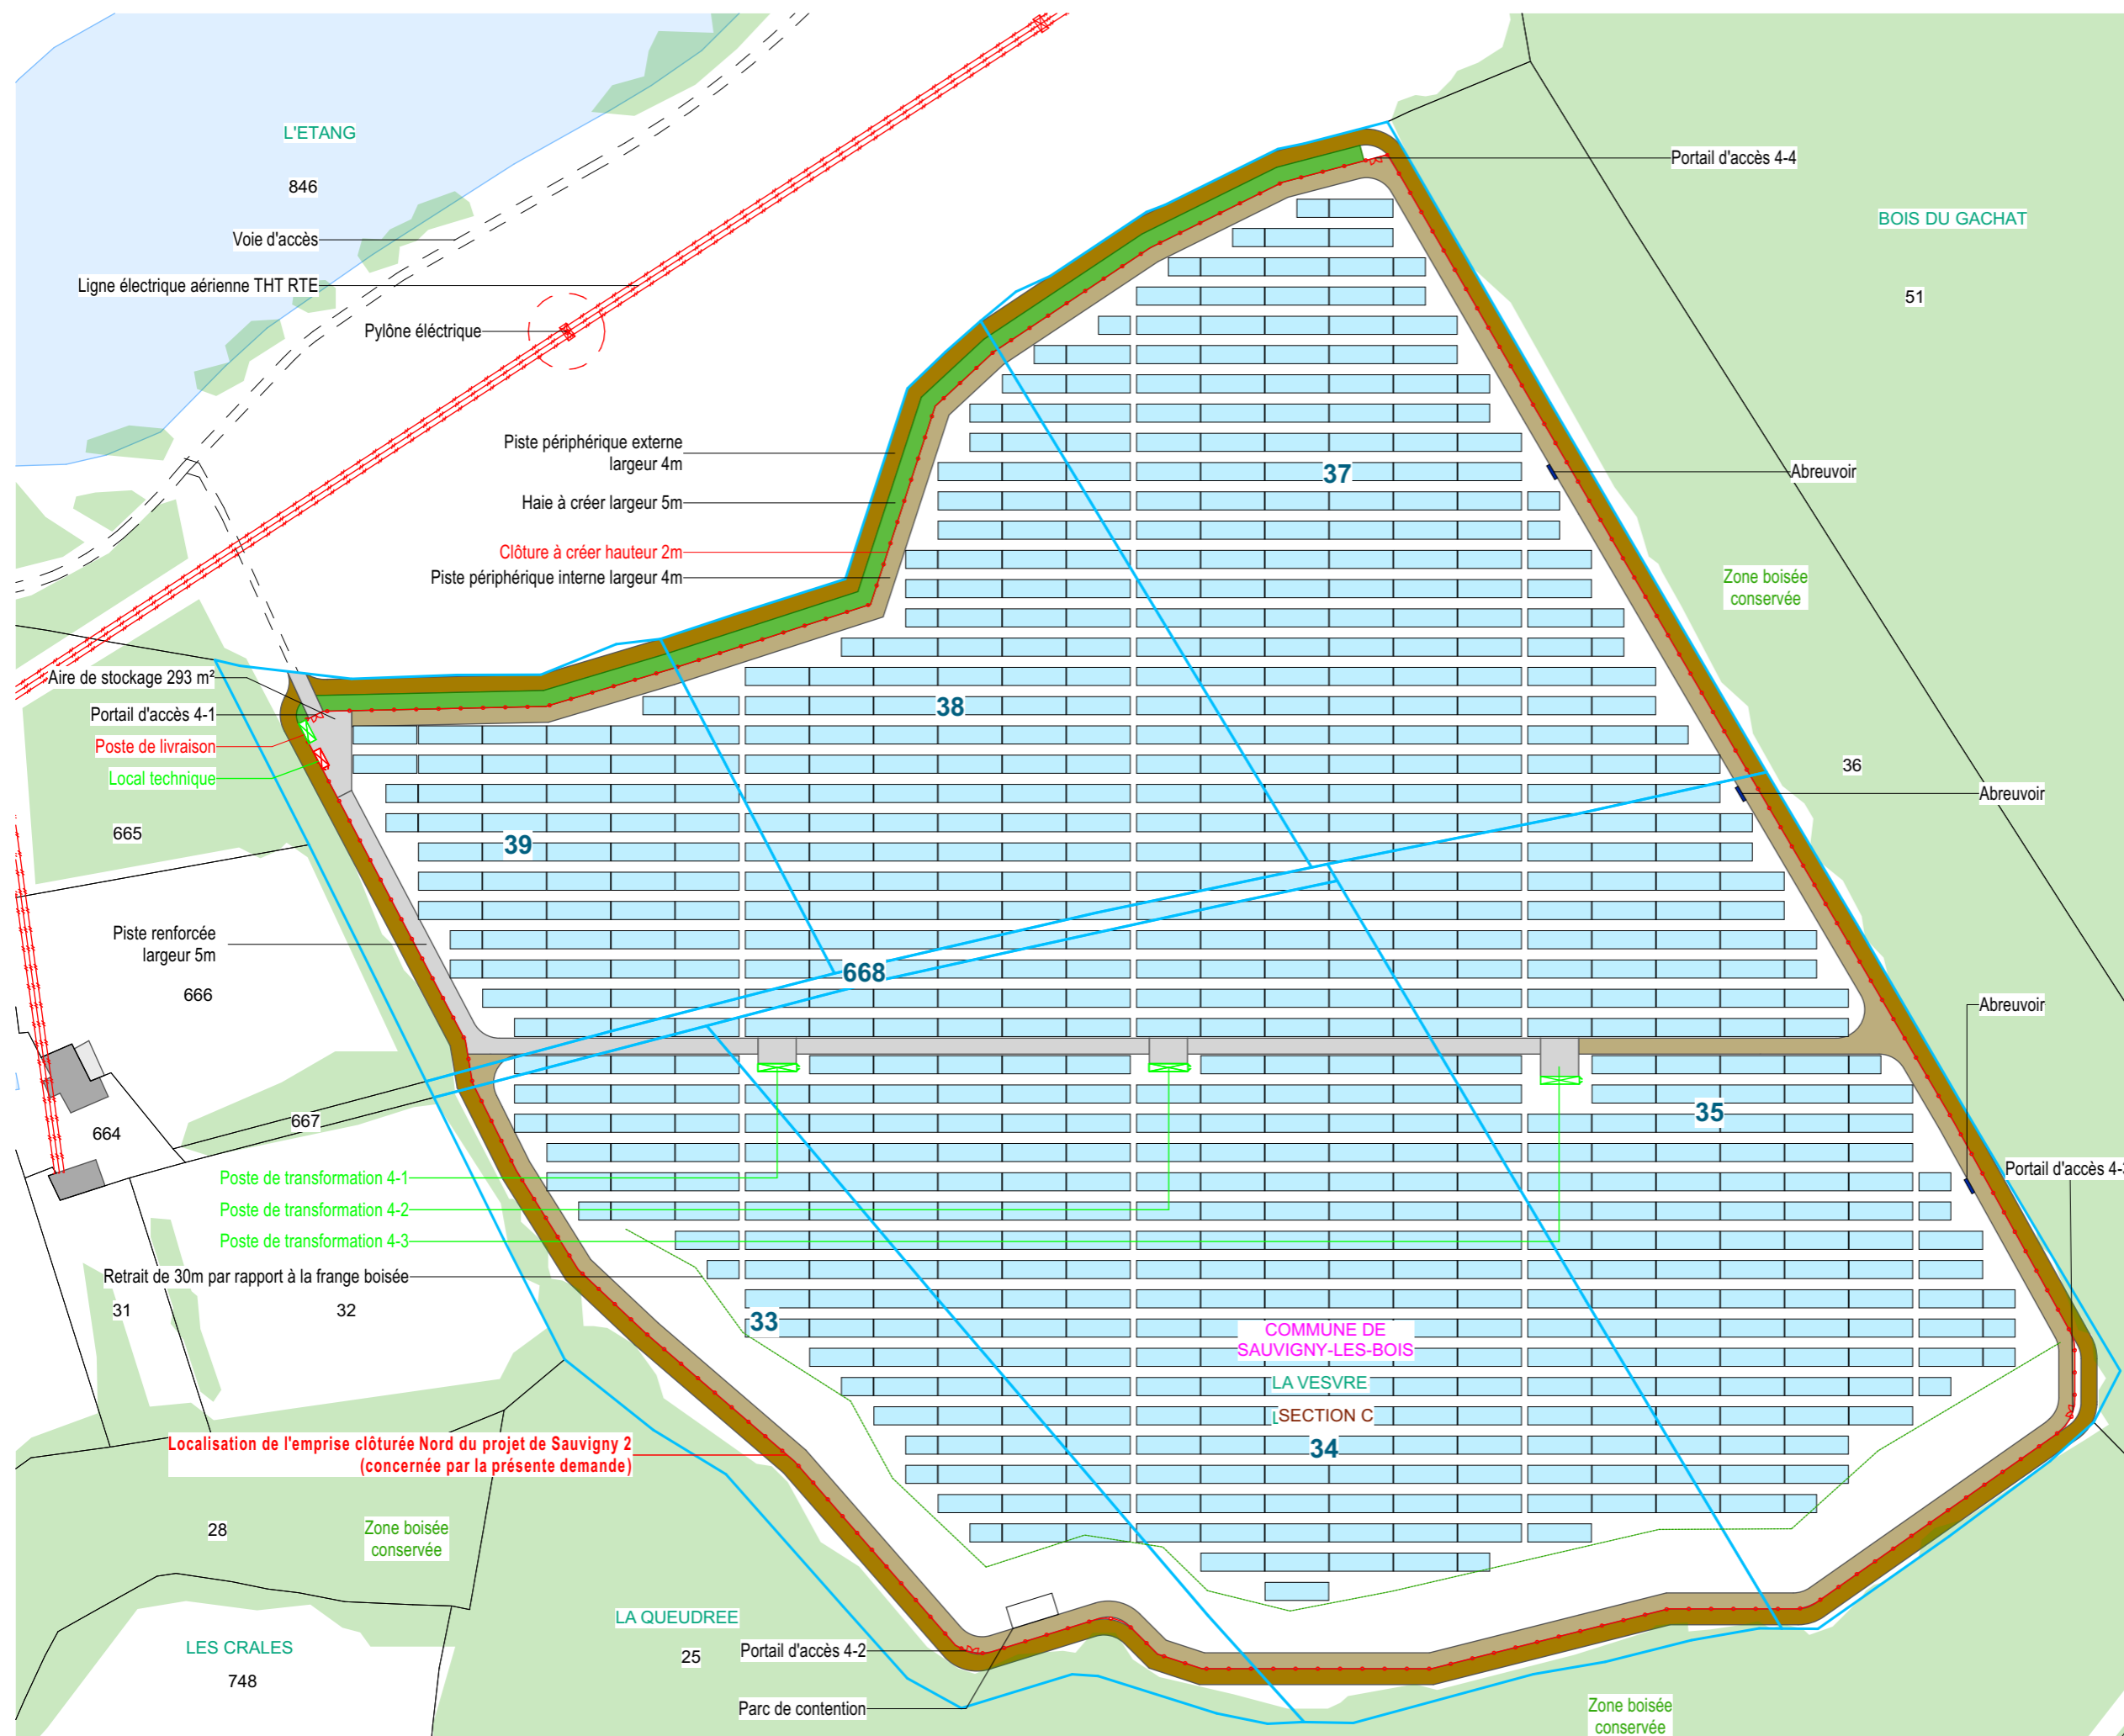 L'ETANG
846
Voie d'accès
Ligne électrique aérienne THT RTE
Pylône éléctrique
Portail d'accès 4-4
BOIS DU GACHAT
51
Piste périphérique externe
largeur 4m
Haie à créer largeur 5m
Clôture à créer hauteur 2m
Piste périphérique interne largeur 4m
37
Abreuvoir
Zone boisée
conservée
Aire de stockage 293 m²
Portail d'accès 4-1
Poste de livraison
Local technique
38
36
Abreuvoir
665
39
Piste renforcée
largeur 5m
666
668
Abreuvoir
664
667
35
Poste de transformation 4-1
Poste de transformation 4-2
Poste de transformation 4-3
Portail d'accès 4-3
Retrait de 30m par rapport à la frange boisée
31
32
33
COMMUNE DE
SAUVIGNY-LES-BOIS
LA VESVRE
SECTION C
34
Localisation de l'emprise clôturée Nord du projet de Sauvigny 2
(concernée par la présente demande)
28
Zone boisée
conservée
LA QUEUDREE
25
LES CRALES
748
Portail d'accès 4-2
Parc de contention
Zone boisée
conservée